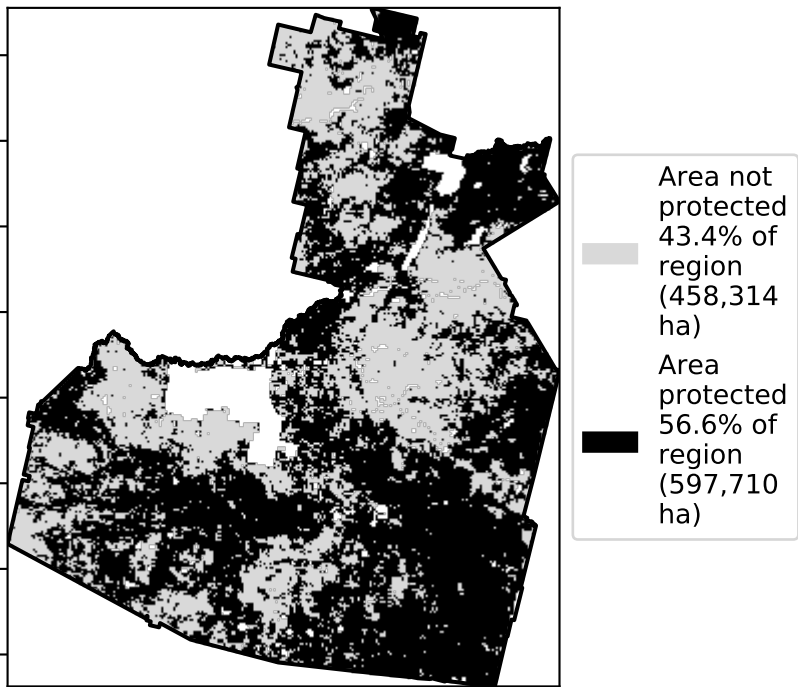 Area not
protected
43.4% of
region
(458,314
ha)
Area
protected
56.6% of
region
(597,710
ha)